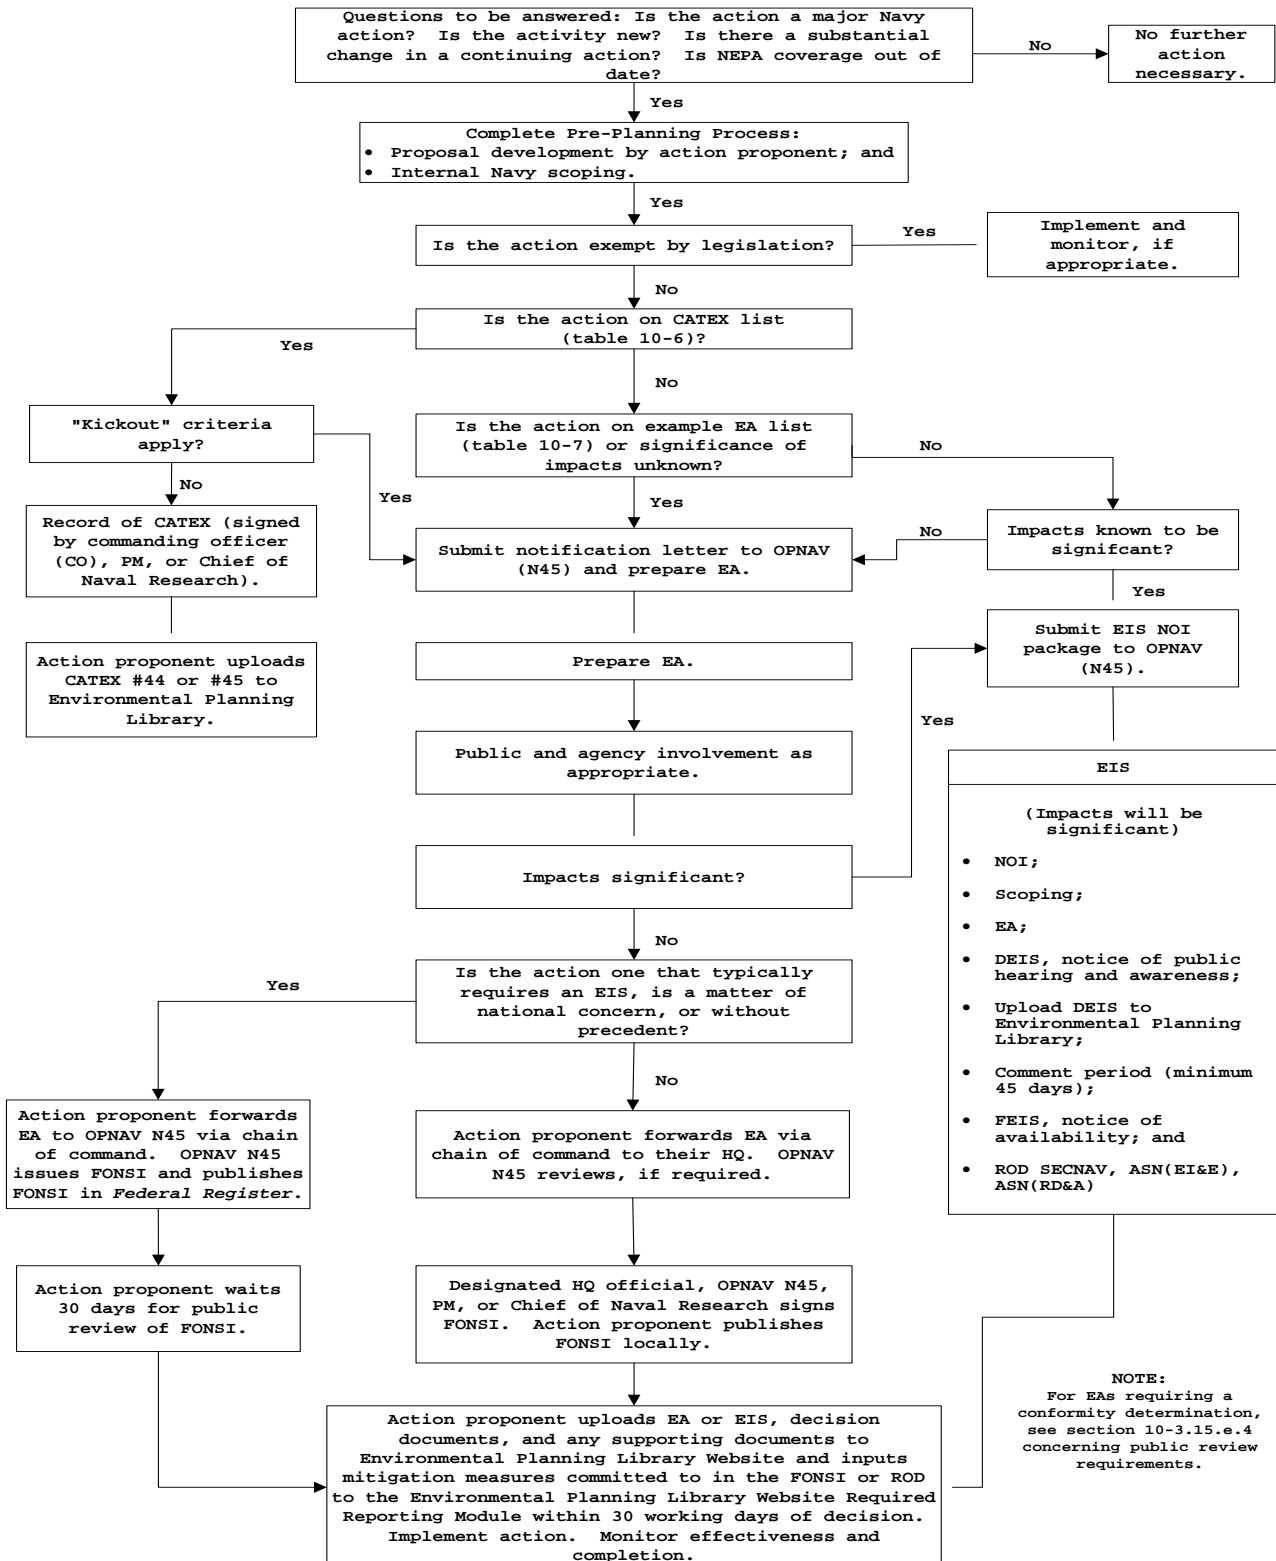 Questions to be answered: Is the action a major Navy
action? Is the activity new? Is there a substantial
change in a continuing action? Is NEPA coverage out of
date?
No
No further
action
necessary.
Yes
Complete Pre-Planning Process:
• Proposal development by action proponent; and
• Internal Navy scoping.
Yes
Is the action exempt by legislation?
Yes
Implement and
monitor, if
appropriate.
No
Is the action on CATEX list
(table 10-6)?
Yes
No
"Kickout" criteria
apply?
Is the action on example EA list
(table 10-7) or significance of
impacts unknown?
No
No
Yes
Yes
Record of CATEX (signed
by commanding officer
(CO), PM, or Chief of
Naval Research).
Submit notification letter to OPNAV
(N45) and prepare EA.
No
Impacts known to be
signifcant?
Yes
Action proponent uploads
CATEX #44 or #45 to
Environmental Planning
Library.
Prepare EA.
Submit EIS NOI
package to OPNAV
(N45).
Yes
Public and agency involvement as
appropriate.
EIS
(Impacts will be
significant)
• NOI;
• Scoping;
• EA;
• DEIS, notice of public
hearing and awareness;
• Upload DEIS to
Environmental Planning
Library;
• Comment period (minimum
45 days);
• FEIS, notice of
availability; and
• ROD SECNAV, ASN(EI&E),
ASN(RD&A)
Impacts significant?
No
Is the action one that typically
requires an EIS, is a matter of
national concern, or without
precedent?
Yes
No
Action proponent forwards
EA to OPNAV N45 via chain
of command. OPNAV N45
issues FONSI and publishes
FONSI in Federal Register.
Action proponent forwards EA via
chain of command to their HQ. OPNAV
N45 reviews, if required.
Action proponent waits
30 days for public
review of FONSI.
Designated HQ official, OPNAV N45,
PM, or Chief of Naval Research signs
FONSI. Action proponent publishes
FONSI locally.
NOTE:
For EAs requiring a
conformity determination,
see section 10-3.15.e.4
concerning public review
requirements.
Action proponent uploads EA or EIS, decision
documents, and any supporting documents to
Environmental Planning Library Website and inputs
mitigation measures committed to in the FONSI or ROD
to the Environmental Planning Library Website Required
Reporting Module within 30 working days of decision.
Implement action. Monitor effectiveness and
completion.